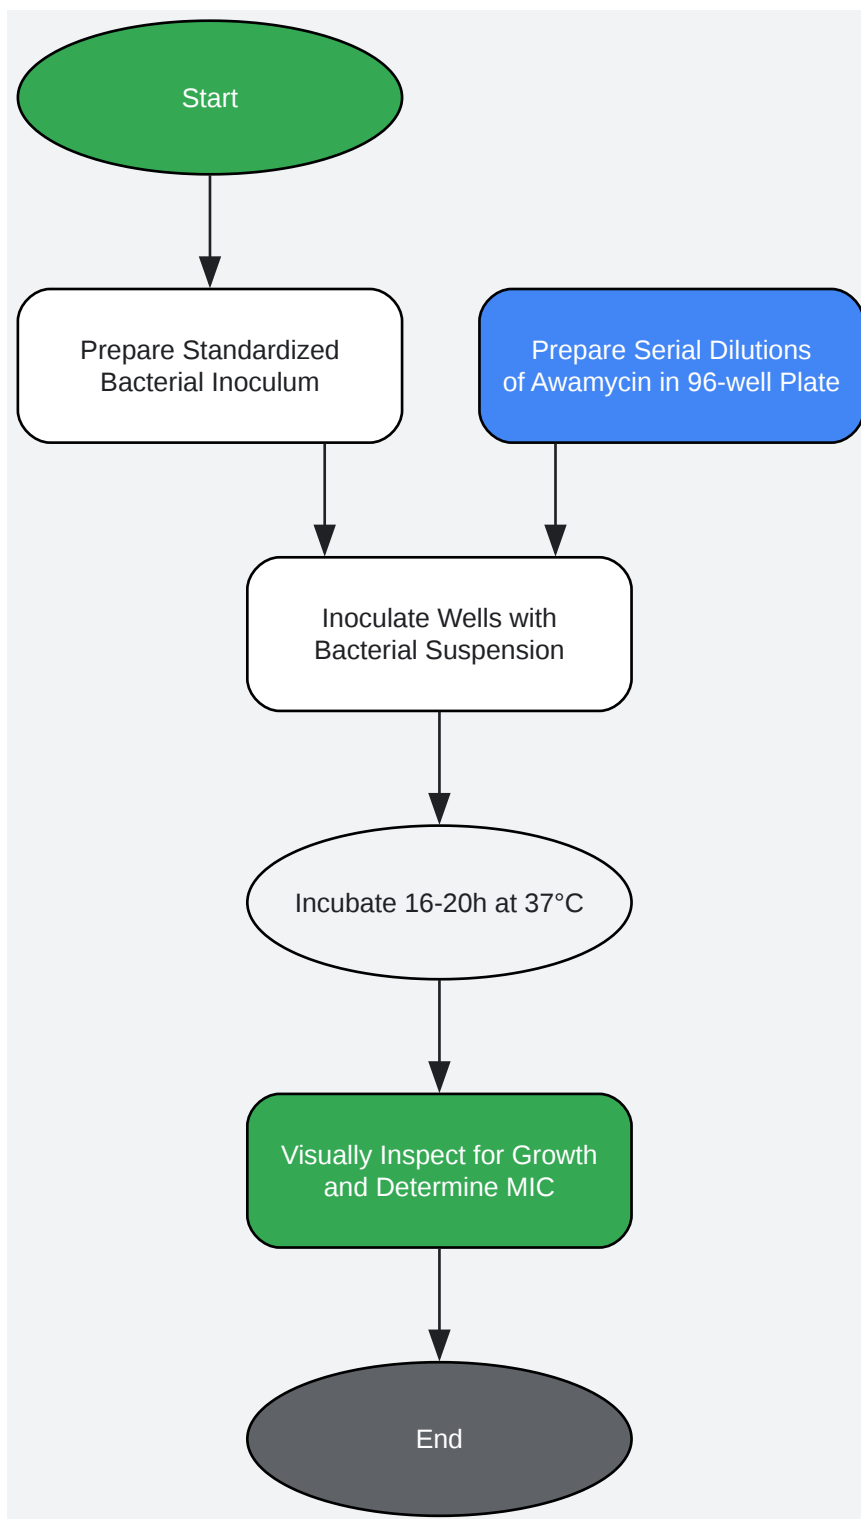 Start
Prepare Standardized
Bacterial Inoculum
Prepare Serial Dilutions
of Awamycin in 96-well Plate
Inoculate Wells with
Bacterial Suspension
Incubate 16-20h at 37°C
Visually Inspect for Growth
and Determine MIC
End